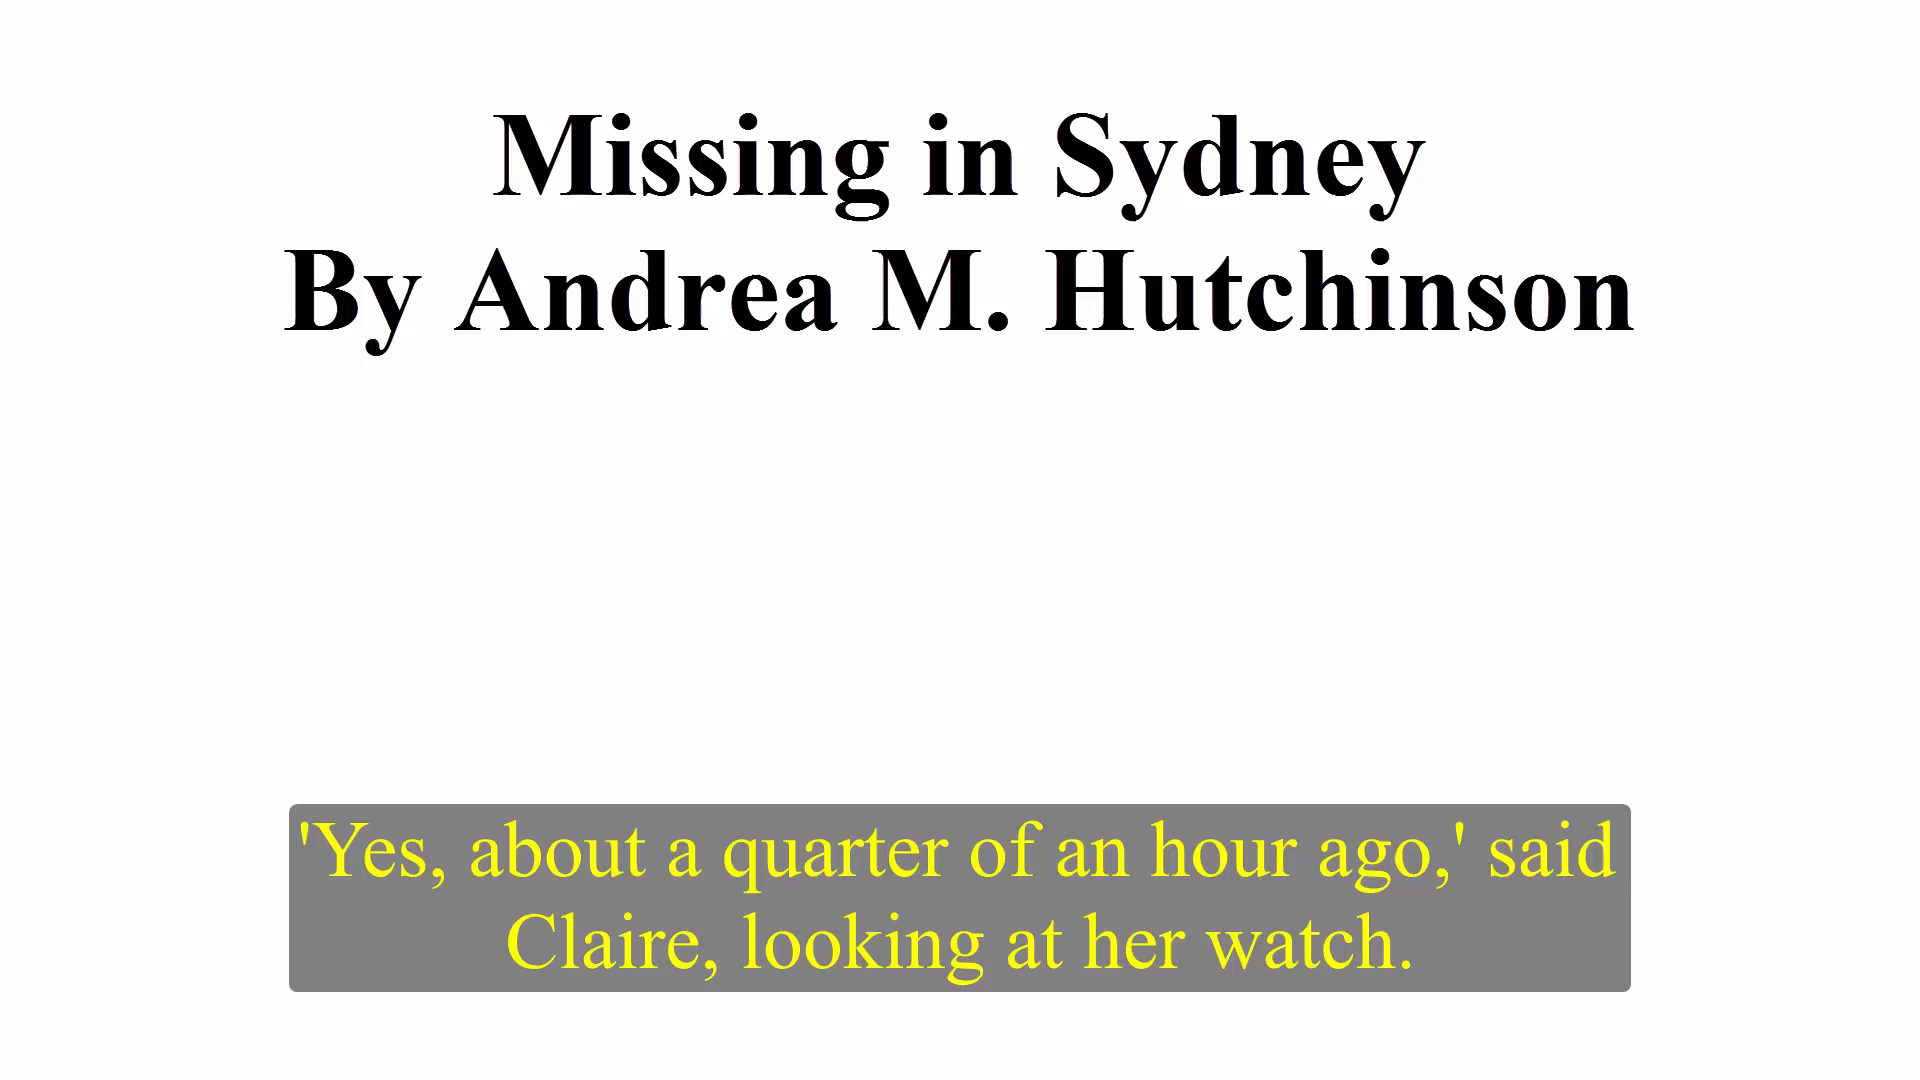 Missing in Sydney
By Andrea M. Hutchinson
'Yes, about a quarter of an hour ago,' said
Claire, looking at her watch.